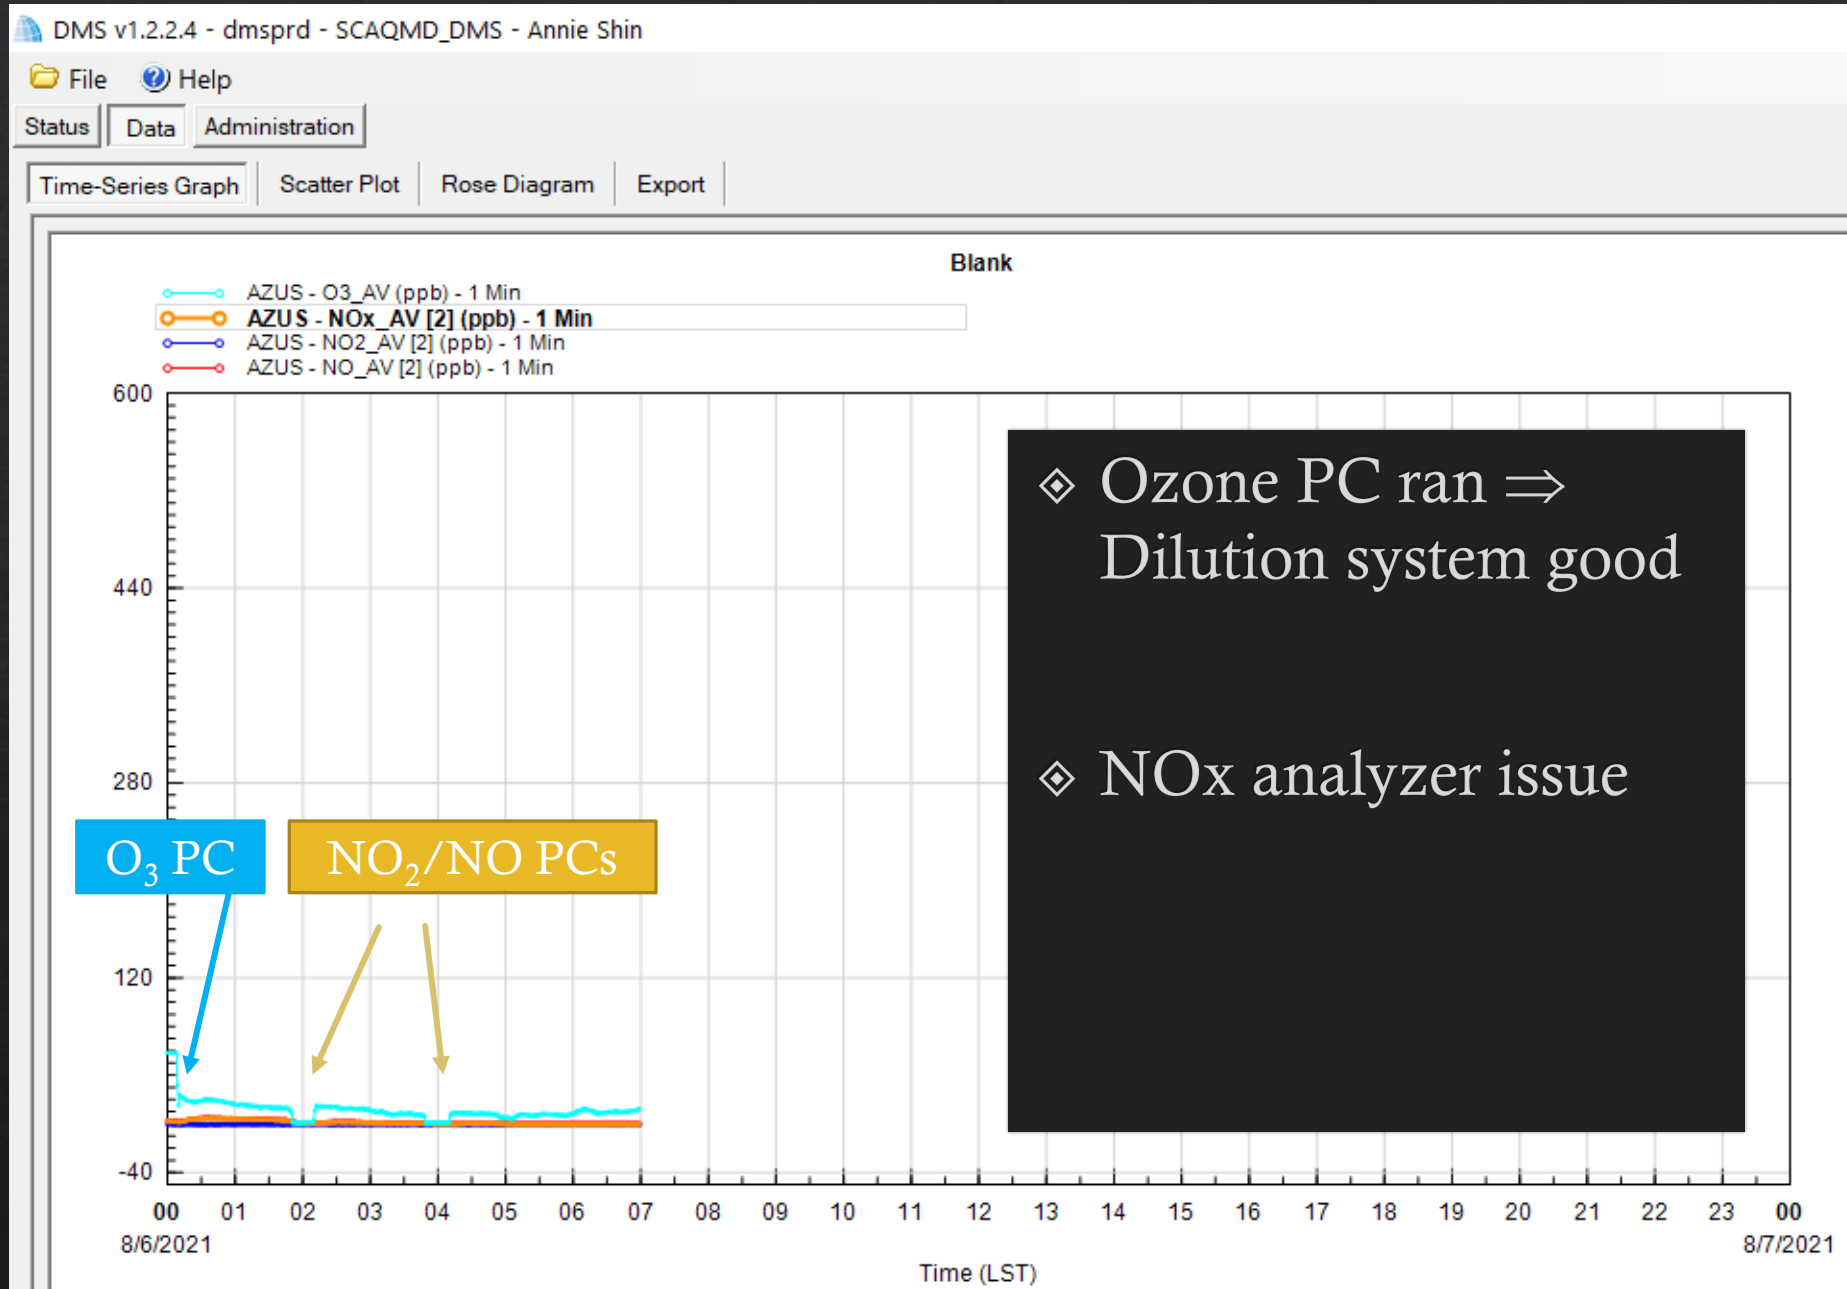 DMS v1.2.2.4 - dmsprd - SCAQMD_DMS - Annie Shin
File Help
Status Data Administration
Time-Series Graph Scatter Plot Rose Diagram Export
Blank
AZUS - O3_AV (ppb) - 1 Min
AZUS - NOx_AV [2] (ppb) - 1 Min
AZUS - NO2_AV [2] (ppb) - 1 Min
AZUS - NO_AV [2] (ppb) - 1 Min
600
440
280
120
-40
◈ Ozone PC ran ⇒
Dilution system good
◈ NOx analyzer issue
O₃ PC
NO₂/NO PCs
00 01 02 03 04 05 06 07 08 09 10 11 12 13 14 15 16 17 18 19 20 21 22 23 00
8/6/2021 8/7/2021
Time (LST)